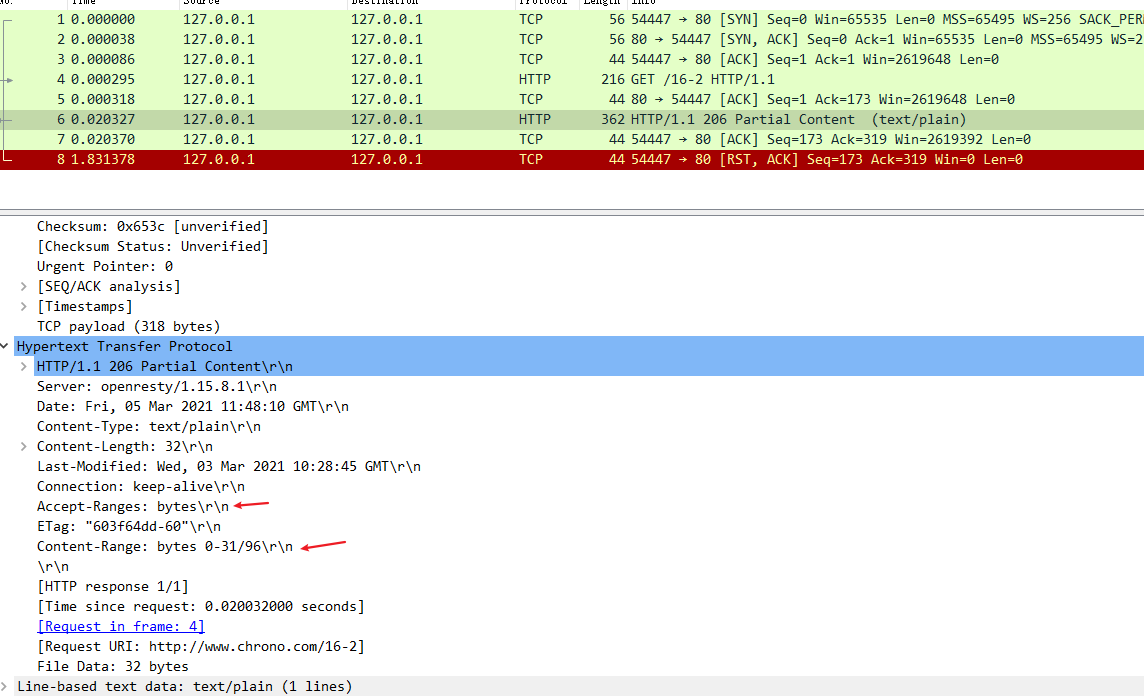 No. Time Source Destination Protocol Length Info
1 0.000000 127.0.0.1 127.0.0.1 TCP 56 54447 → 80 [SYN] Seq=0 Win=65535 Len=0 MSS=65495 WS=256 SACK_PER
2 0.000038 127.0.0.1 127.0.0.1 TCP 56 80 → 54447 [SYN, ACK] Seq=0 Ack=1 Win=65535 Len=0 MSS=65495 WS=2
3 0.000086 127.0.0.1 127.0.0.1 TCP 44 54447 → 80 [ACK] Seq=1 Ack=1 Win=2619648 Len=0
4 0.000295 127.0.0.1 127.0.0.1 HTTP 216 GET /16-2 HTTP/1.1
5 0.000318 127.0.0.1 127.0.0.1 TCP 44 80 → 54447 [ACK] Seq=1 Ack=173 Win=2619648 Len=0
6 0.020327 127.0.0.1 127.0.0.1 HTTP 362 HTTP/1.1 206 Partial Content (text/plain)
7 0.020370 127.0.0.1 127.0.0.1 TCP 44 54447 → 80 [ACK] Seq=173 Ack=319 Win=2619392 Len=0
8 1.831378 127.0.0.1 127.0.0.1 TCP 44 54447 → 80 [RST, ACK] Seq=173 Ack=319 Win=0 Len=0
Checksum: 0x653c [unverified]
[Checksum Status: Unverified]
Urgent Pointer: 0
[SEQ/ACK analysis]
[Timestamps]
TCP payload (318 bytes)
Hypertext Transfer Protocol
HTTP/1.1 206 Partial Content\r\n
Server: openresty/1.15.8.1\r\n
Date: Fri, 05 Mar 2021 11:48:10 GMT\r\n
Content-Type: text/plain\r\n
Content-Length: 32\r\n
Last-Modified: Wed, 03 Mar 2021 10:28:45 GMT\r\n
Connection: keep-alive\r\n
Accept-Ranges: bytes\r\n
ETag: "603f64dd-60"\r\n
Content-Range: bytes 0-31/96\r\n
\r\n
[HTTP response 1/1]
[Time since request: 0.020032000 seconds]
[Request in frame: 4]
[Request URI: http://www.chrono.com/16-2]
File Data: 32 bytes
Line-based text data: text/plain (1 lines)